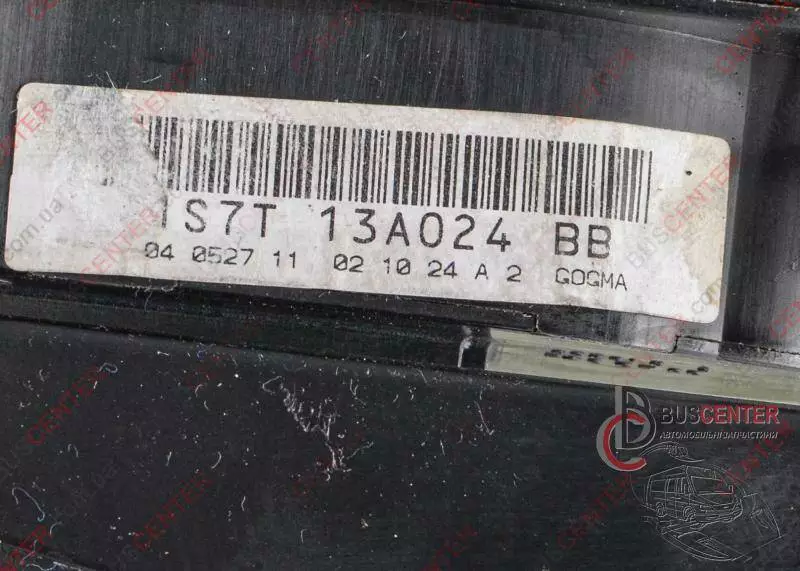 1S7T 13A024 BB
04 0527 11 02 10 24 A 2 GOGMA
BUSCENTER
АВТОМОБІЛЬНІ ЗАПЧАСТИНИ